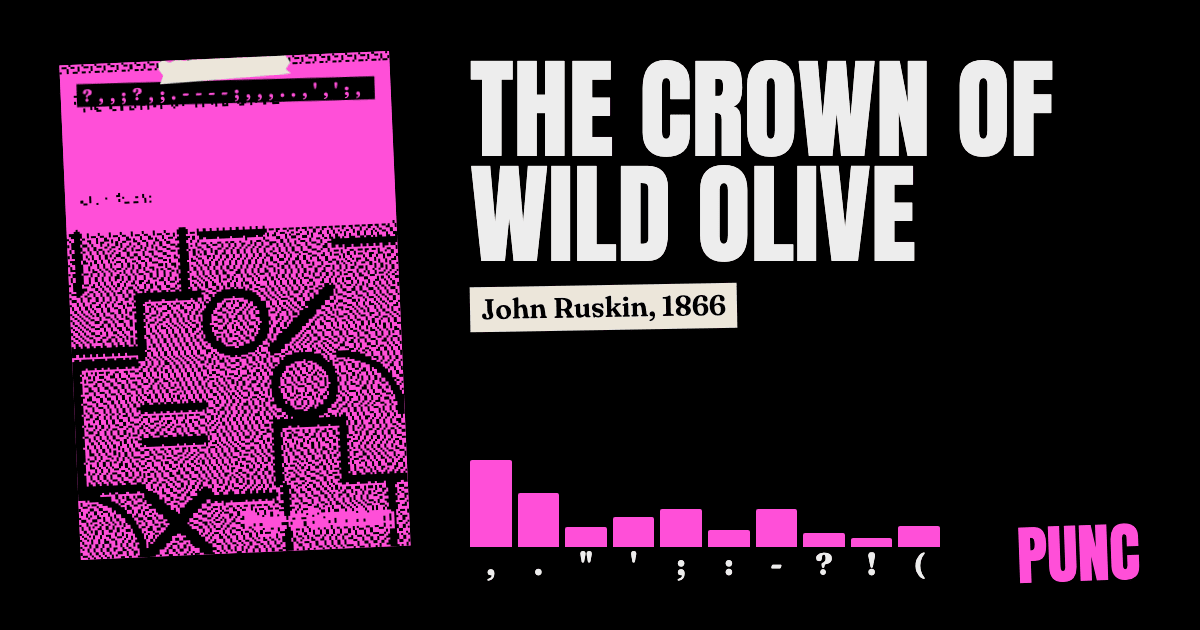 ?,,;?,;.----;,,,..,',';,
THE CROWN OF
WILD OLIVE
John Ruskin, 1866
, . " ' ; : - ? ! (
PUNC